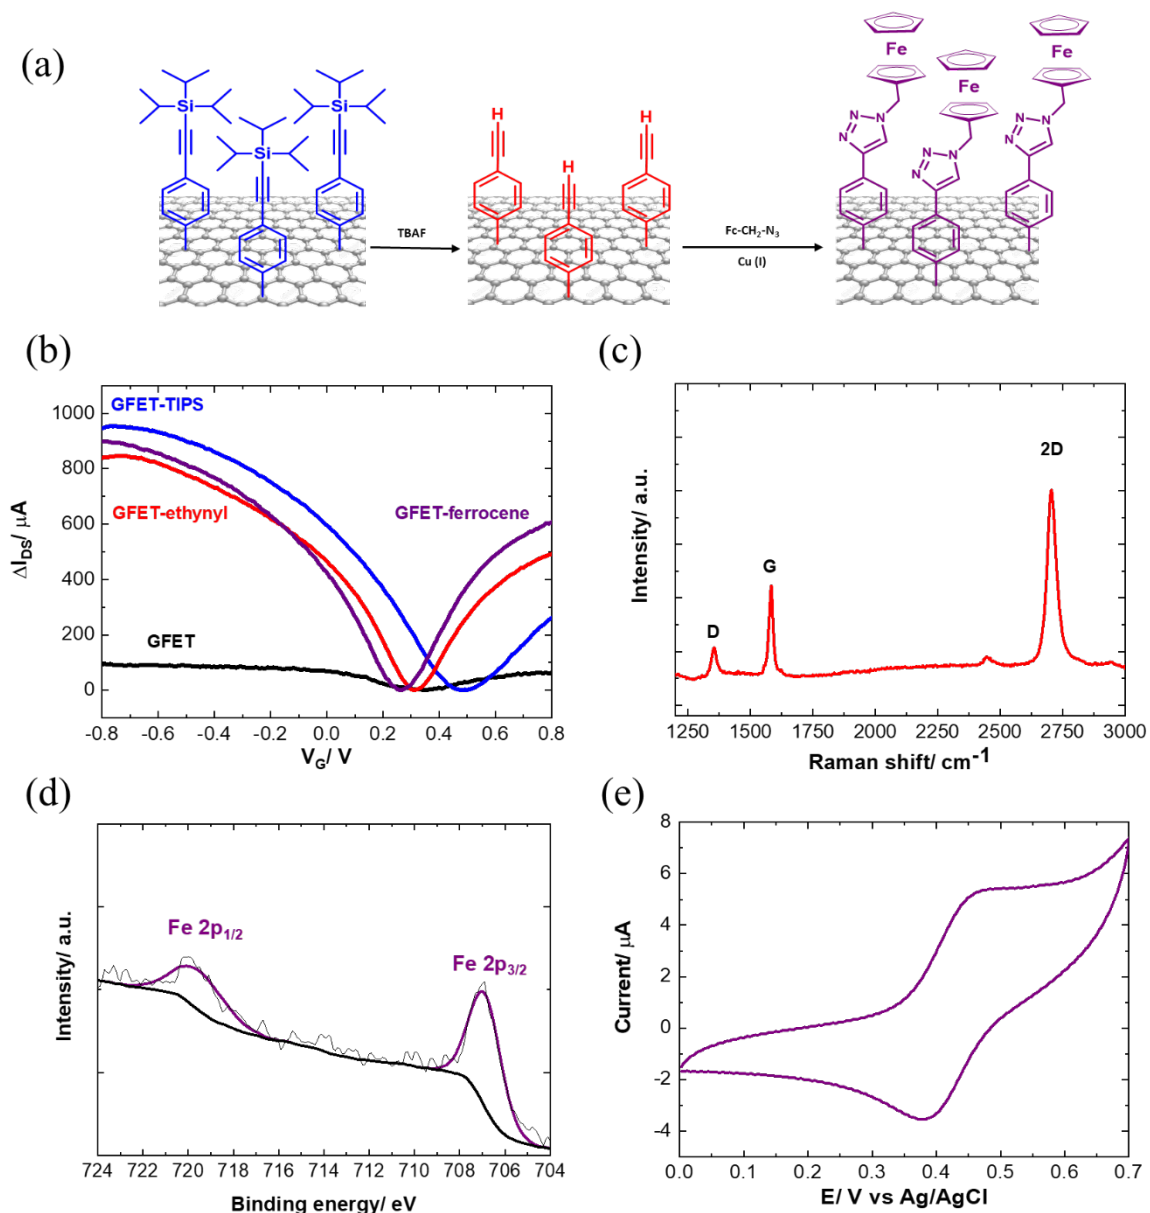 (a)
Si
Si
Si
TBAF
H
H
H
Fc-CH₂-N₃
Cu (I)
Fe
Fe
Fe
N
N
N
N
N
N
N
N
N
(b)
GFET-TIPS
GFET-ethynyl
GFET-ferrocene
GFET
1000
800
600
400
200
0
-0.8 -0.6 -0.4 -0.2 0.0 0.2 0.4 0.6 0.8
ΔI_DS/ μA
V_G/ V
(c)
D
G
2D
Intensity/ a.u.
1250 1500 1750 2000 2250 2500 2750 3000
Raman shift/ cm⁻¹
(d)
Fe 2p₁/₂
Fe 2p₃/₂
Intensity/ a.u.
724 722 720 718 716 714 712 710 708 706 704
Binding energy/ eV
(e)
8
6
4
2
0
-2
-4
Current/ μA
0.0 0.1 0.2 0.3 0.4 0.5 0.6 0.7
E/ V vs Ag/AgCl